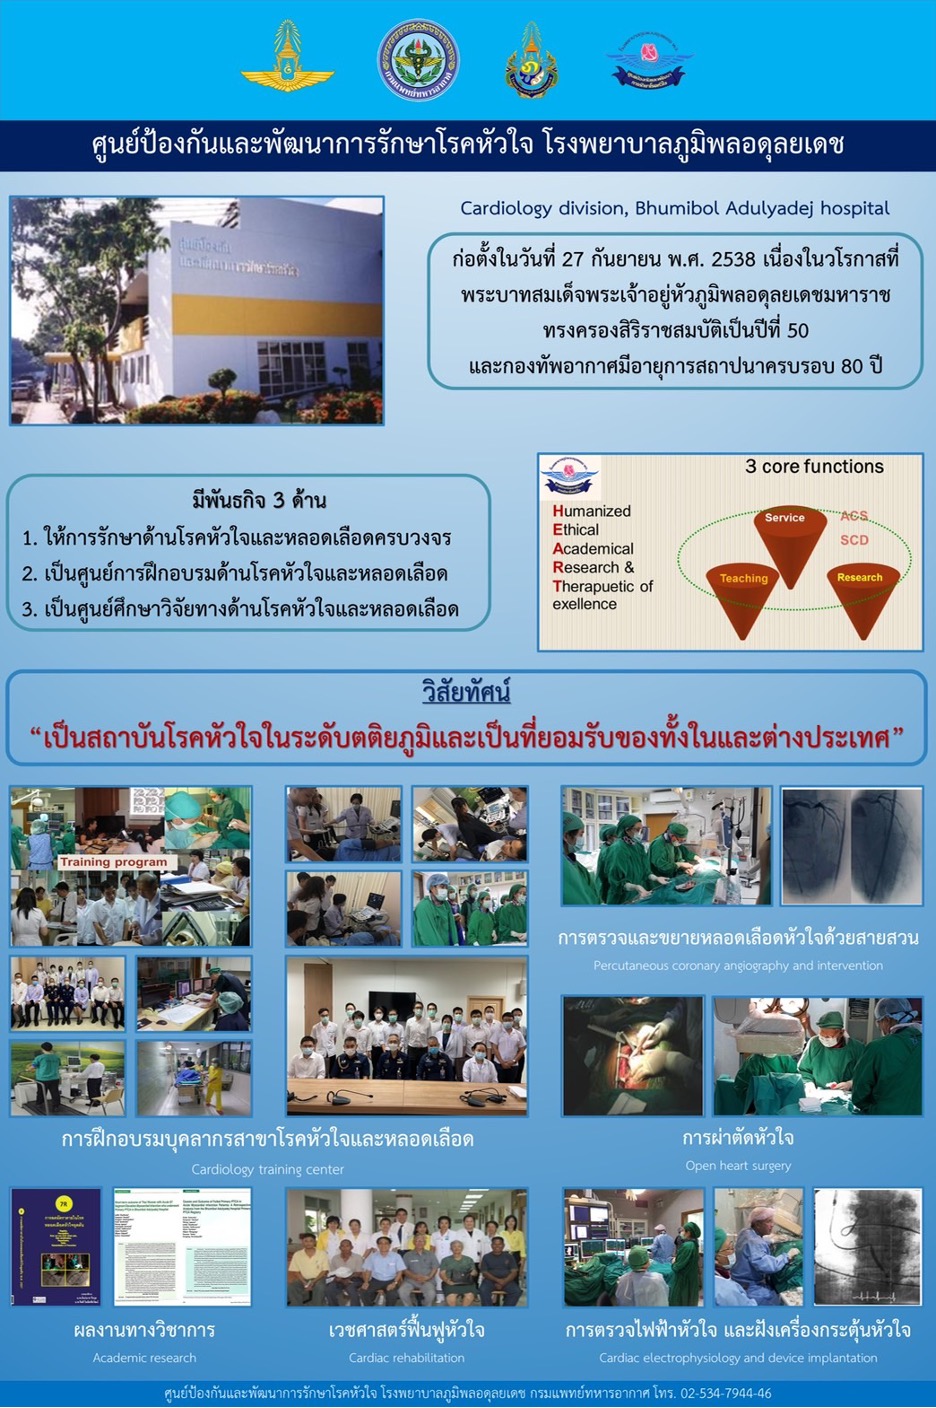 ศูนย์ป้องกันและพัฒนาการรักษาโรคหัวใจ โรงพยาบาลภูมิพลอดุลยเดช
Cardiology division, Bhumibol Adulyadej hospital
ก่อตั้งในวันที่ 27 กันยายน พ.ศ. 2538 เนื่องในวโรกาสที่
พระบาทสมเด็จพระเจ้าอยู่หัวภูมิพลอดุลยเดชมหาราช
ทรงครองสิริราชสมบัติเป็นปีที่ 50
และกองทัพอากาศมีอายุการสถาปนาครบรอบ 80 ปี
มีพันธกิจ 3 ด้าน
1. ให้การรักษาด้านโรคหัวใจและหลอดเลือดครบวงจร
2. เป็นศูนย์การฝึกอบรมด้านโรคหัวใจและหลอดเลือด
3. เป็นศูนย์ศึกษาวิจัยทางด้านโรคหัวใจและหลอดเลือด
3 core functions
Humanized
Ethical
Academical
Research &
Therapuetic of
exellence
Service
ACS
SCD
Teaching
Research
วิสัยทัศน์
“เป็นสถาบันโรคหัวใจในระดับตติยภูมิและเป็นที่ยอมรับของทั้งในและต่างประเทศ”
Training program
การตรวจและขยายหลอดเลือดหัวใจด้วยสายสวน
Percutaneous coronary angiography and intervention
การฝึกอบรมบุคลากรสาขาโรคหัวใจและหลอดเลือด
Cardiology training center
การผ่าตัดหัวใจ
Open heart surgery
ผลงานทางวิชาการ
Academic research
เวชศาสตร์ฟื้นฟูหัวใจ
Cardiac rehabilitation
การตรวจไฟฟ้าหัวใจ และฝังเครื่องกระตุ้นหัวใจ
Cardiac electrophysiology and device implantation
ศูนย์ป้องกันและพัฒนาการรักษาโรคหัวใจ โรงพยาบาลภูมิพลอดุลยเดช กรมแพทย์ทหารอากาศ โทร. 02-534-7944-46